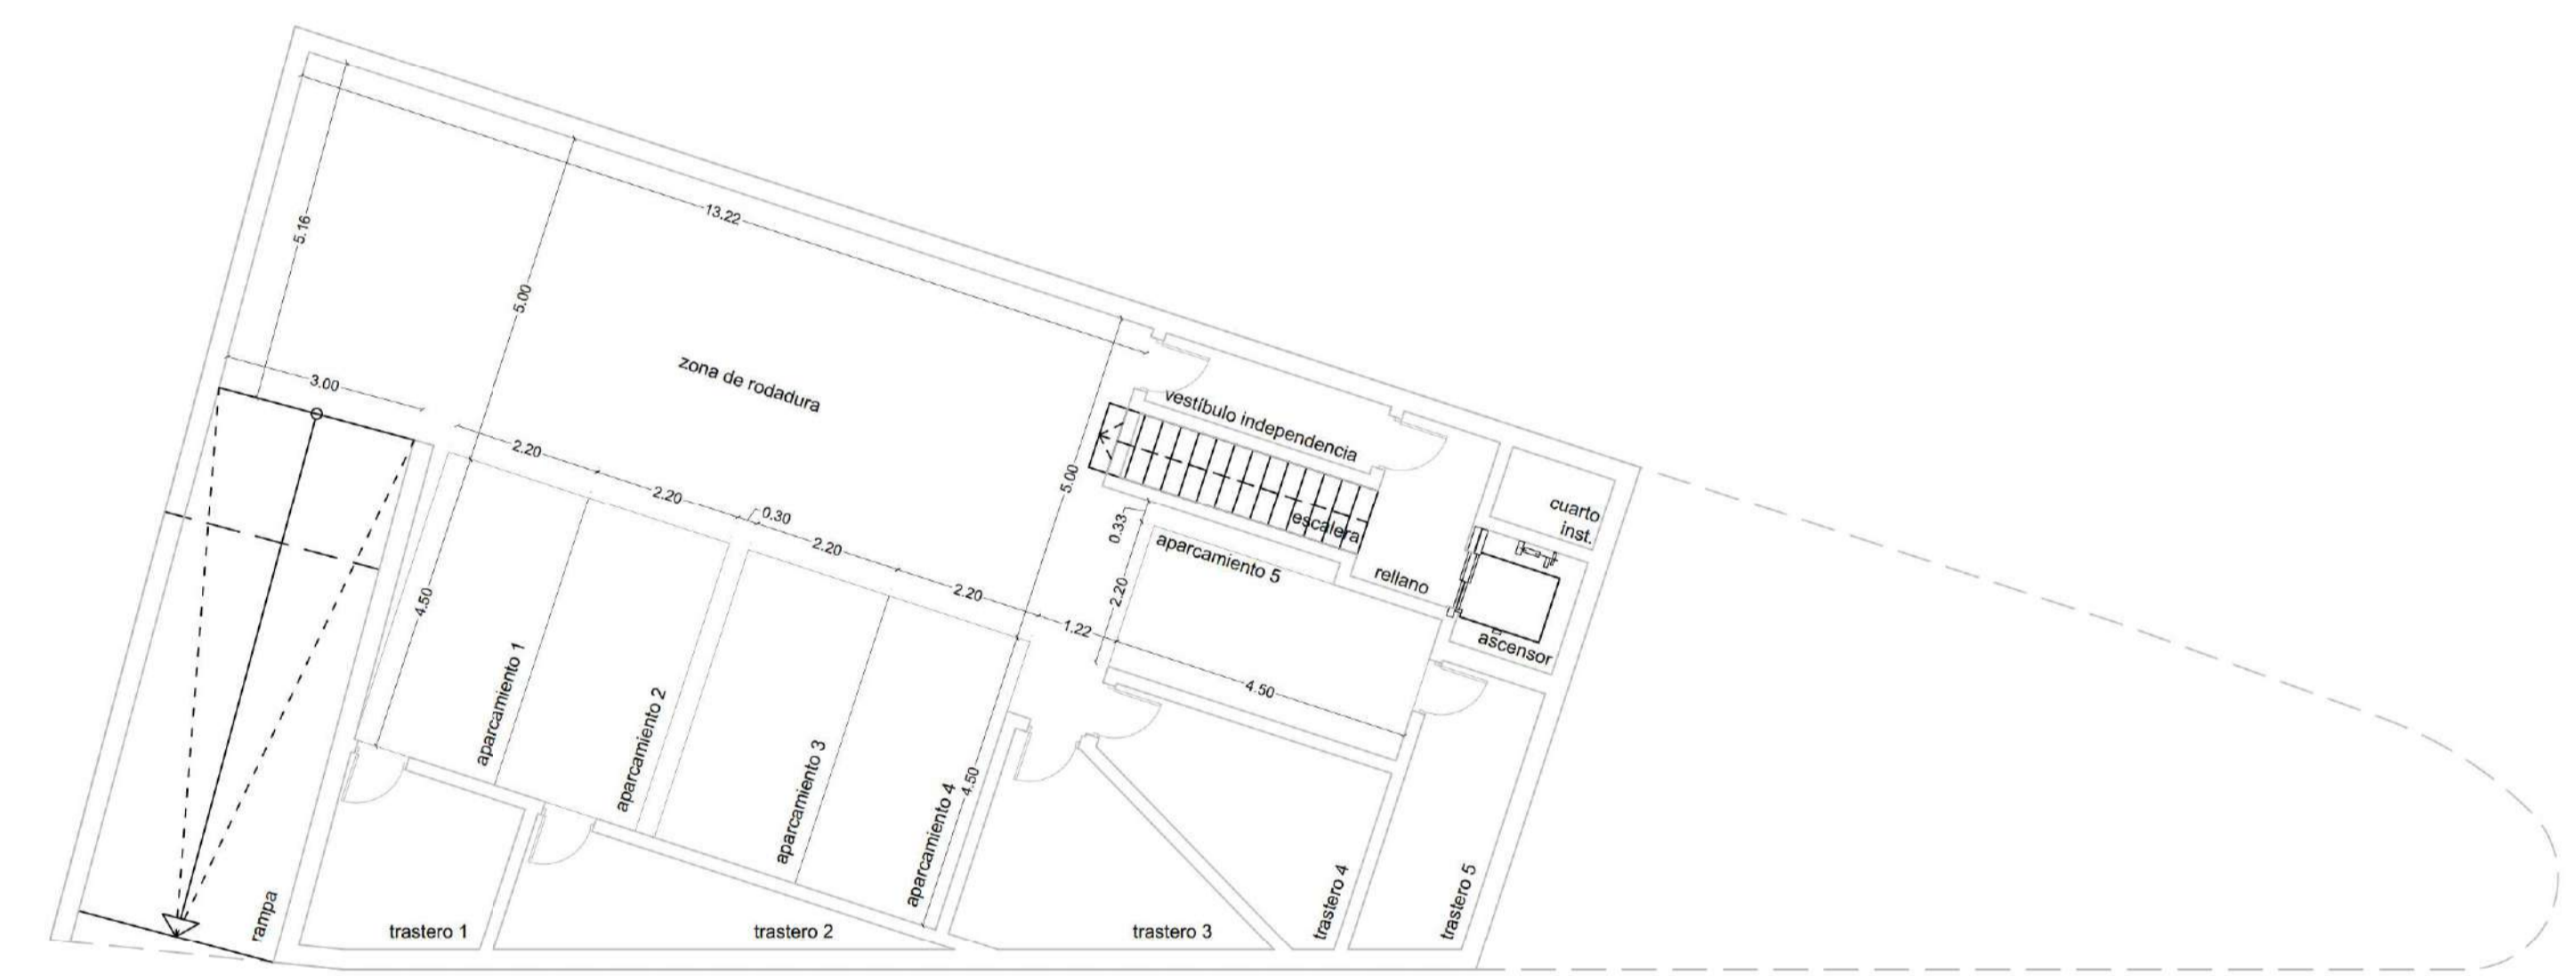 13.22
5.16
5.00
3.00
zona de rodadura
vestíbulo independencia
2.20
2.20
0.30
2.20
2.20
5.00
escalera
cuarto
inst.
0.33
aparcamiento 5
rellano
2.20
1.22
ascensor
4.50
4.50
aparcamiento 1
aparcamiento 2
aparcamiento 3
aparcamiento 4
4.50
rampa
trastero 1
trastero 2
trastero 3
trastero 4
trastero 5